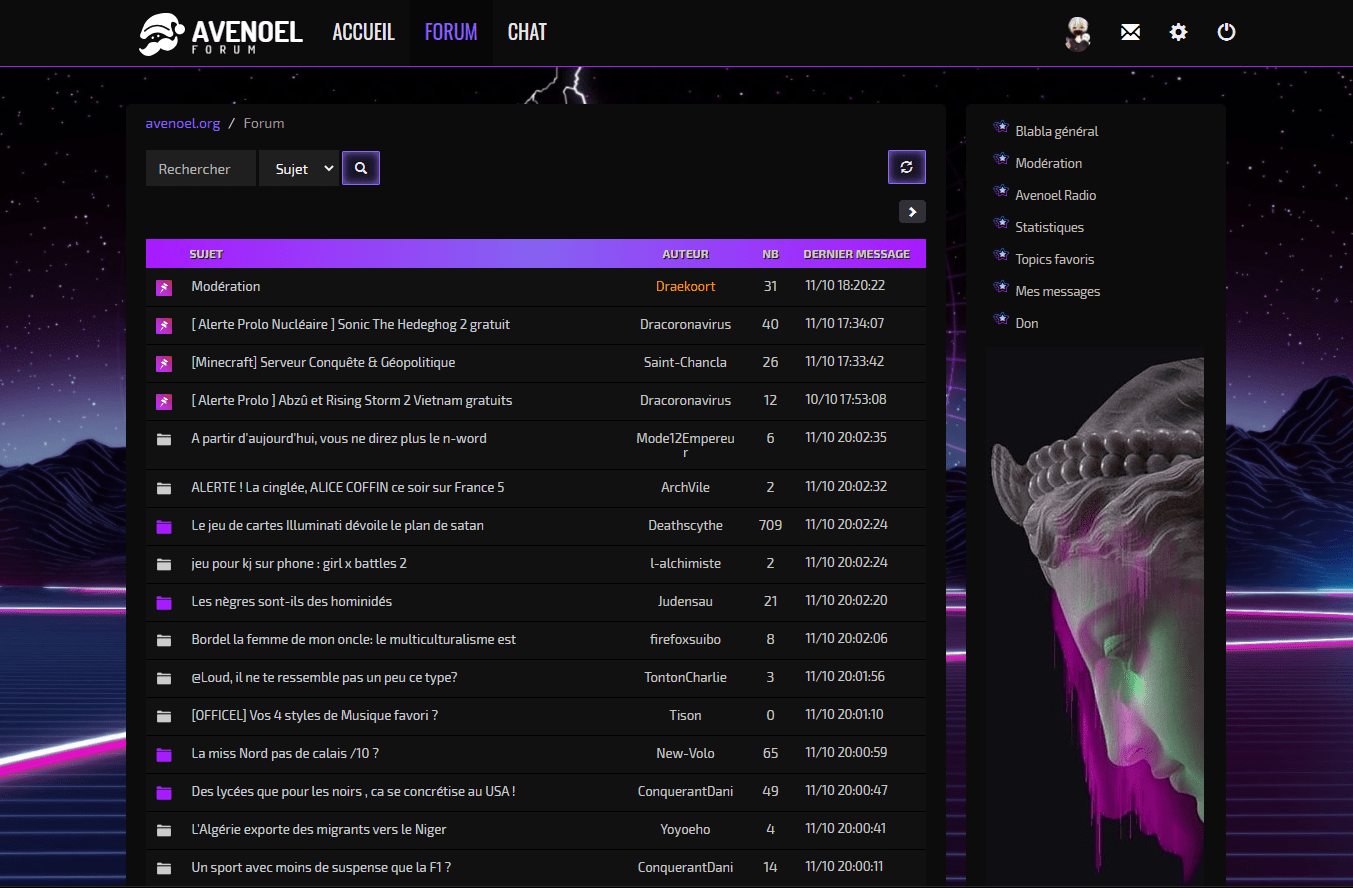 AVENOEL
FORUM
ACCUEIL FORUM CHAT
avenoel.org / Forum
Rechercher Sujet
SUJET AUTEUR NB DERNIER MESSAGE
Modération Draekoort 31 11/10 18:20:22
[ Alerte Prolo Nucléaire ] Sonic The Hedeghog 2 gratuit Dracoronavirus 40 11/10 17:34:07
[Minecraft] Serveur Conquête & Géopolitique Saint-Chancla 26 11/10 17:33:42
[ Alerte Prolo ] Abzû et Rising Storm 2 Vietnam gratuits Dracoronavirus 12 10/10 17:53:08
A partir d'aujourd'hui, vous ne direz plus le n-word Mode12Empereu 6 11/10 20:02:35
r
ALERTE ! La cinglée, ALICE COFFIN ce soir sur France 5 ArchVile 2 11/10 20:02:32
Le jeu de cartes Illuminati dévoile le plan de satan Deathscythe 709 11/10 20:02:24
jeu pour kj sur phone : girl x battles 2 l-alchimiste 2 11/10 20:02:24
Les nègres sont-ils des hominidés Judensau 21 11/10 20:02:20
Bordel la femme de mon oncle: le multiculturalisme est firefoxsuibo 8 11/10 20:02:06
@Loud, il ne te ressemble pas un peu ce type? TontonCharlie 3 11/10 20:01:56
[OFFICEL] Vos 4 styles de Musique favori ? Tison 0 11/10 20:01:10
La miss Nord pas de calais /10 ? New-Volo 65 11/10 20:00:59
Des lycées que pour les noirs , ca se concrétise au USA ! ConquerantDani 49 11/10 20:00:47
L'Algérie exporte des migrants vers le Niger Yoyoeho 4 11/10 20:00:41
Un sport avec moins de suspense que la F1 ? ConquerantDani 14 11/10 20:00:11
Blabla général
Modération
Avenoel Radio
Statistiques
Topics favoris
Mes messages
Don